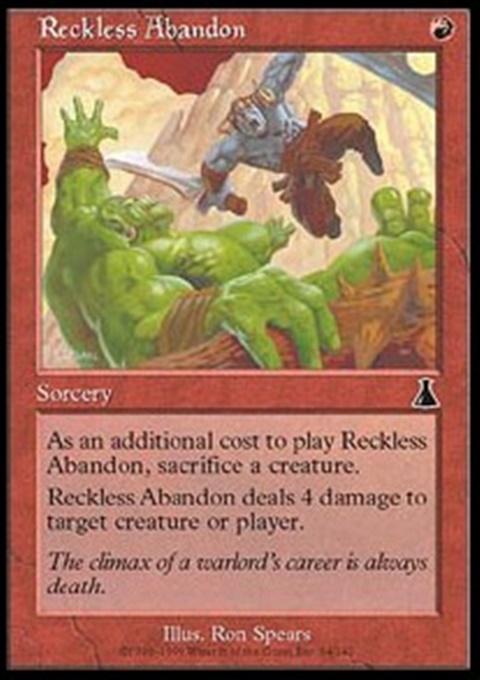 Reckless Abandon
Sorcery
As an additional cost to play Reckless
Abandon, sacrifice a creature.
Reckless Abandon deals 4 damage to
target creature or player.
The climax of a warlord's career is always
death.
Illus. Ron Spears